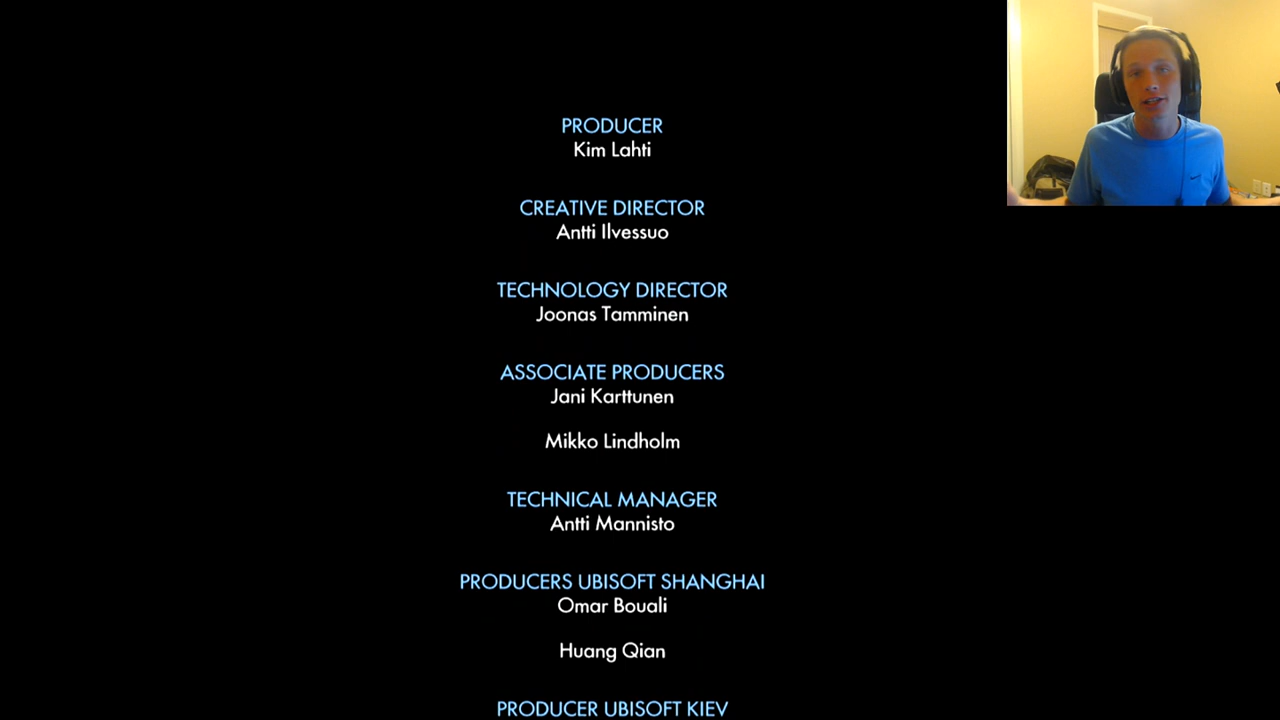 PRODUCER
Kim Lahti
CREATIVE DIRECTOR
Antti Ilvessuo
TECHNOLOGY DIRECTOR
Joonas Tamminen
ASSOCIATE PRODUCERS
Jani Karttunen
Mikko Lindholm
TECHNICAL MANAGER
Antti Mannisto
PRODUCERS UBISOFT SHANGHAI
Omar Bouali
Huang Qian
PRODUCER UBISOFT KIEV